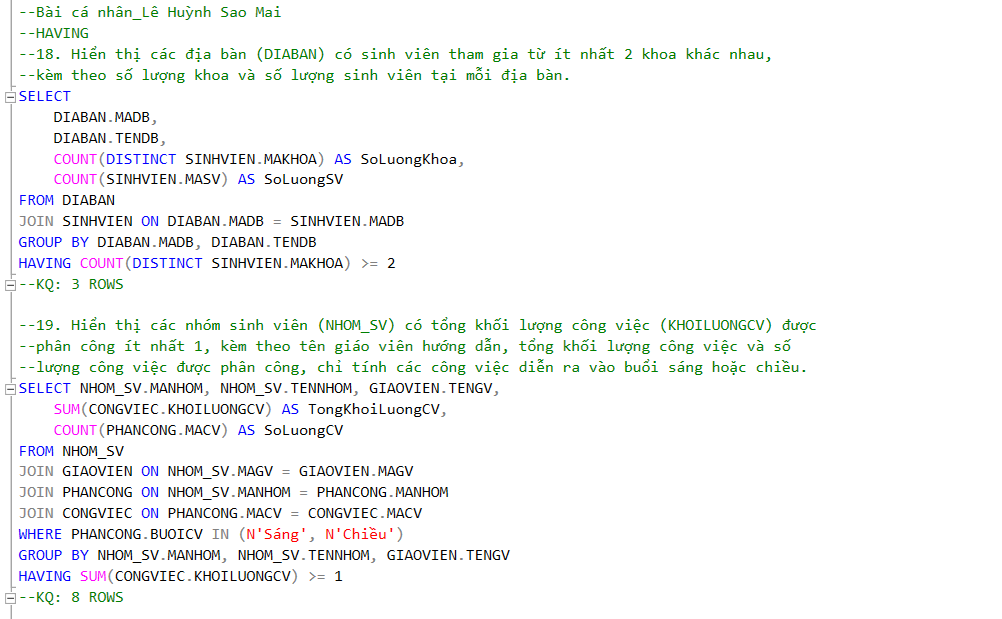 --Bài cá nhân_Lê Huỳnh Sao Mai
--HAVING
--18. Hiển thị các địa bàn (DIABAN) có sinh viên tham gia từ ít nhất 2 khoa khác nhau,
--kèm theo số lượng khoa và số lượng sinh viên tại mỗi địa bàn.
SELECT
    DIABAN.MADB,
    DIABAN.TENDB,
    COUNT(DISTINCT SINHVIEN.MAKHOA) AS SoLuongKhoa,
    COUNT(SINHVIEN.MASV) AS SoLuongSV
FROM DIABAN
JOIN SINHVIEN ON DIABAN.MADB = SINHVIEN.MADB
GROUP BY DIABAN.MADB, DIABAN.TENDB
HAVING COUNT(DISTINCT SINHVIEN.MAKHOA) >= 2
--KQ: 3 ROWS
--19. Hiển thị các nhóm sinh viên (NHOM_SV) có tổng khối lượng công việc (KHOILUONGCV) được
--phân công ít nhất 1, kèm theo tên giáo viên hướng dẫn, tổng khối lượng công việc và số
--lượng công việc được phân công, chỉ tính các công việc diễn ra vào buổi sáng hoặc chiều.
SELECT NHOM_SV.MANHOM, NHOM_SV.TENNHOM, GIAOVIEN.TENGV,
    SUM(CONGVIEC.KHOILUONGCV) AS TongKhoiLuongCV,
    COUNT(PHANCONG.MACV) AS SoLuongCV
FROM NHOM_SV
JOIN GIAOVIEN ON NHOM_SV.MAGV = GIAOVIEN.MAGV
JOIN PHANCONG ON NHOM_SV.MANHOM = PHANCONG.MANHOM
JOIN CONGVIEC ON PHANCONG.MACV = CONGVIEC.MACV
WHERE PHANCONG.BUOICV IN (N'Sáng', N'Chiều')
GROUP BY NHOM_SV.MANHOM, NHOM_SV.TENNHOM, GIAOVIEN.TENGV
HAVING SUM(CONGVIEC.KHOILUONGCV) >= 1
--KQ: 8 ROWS